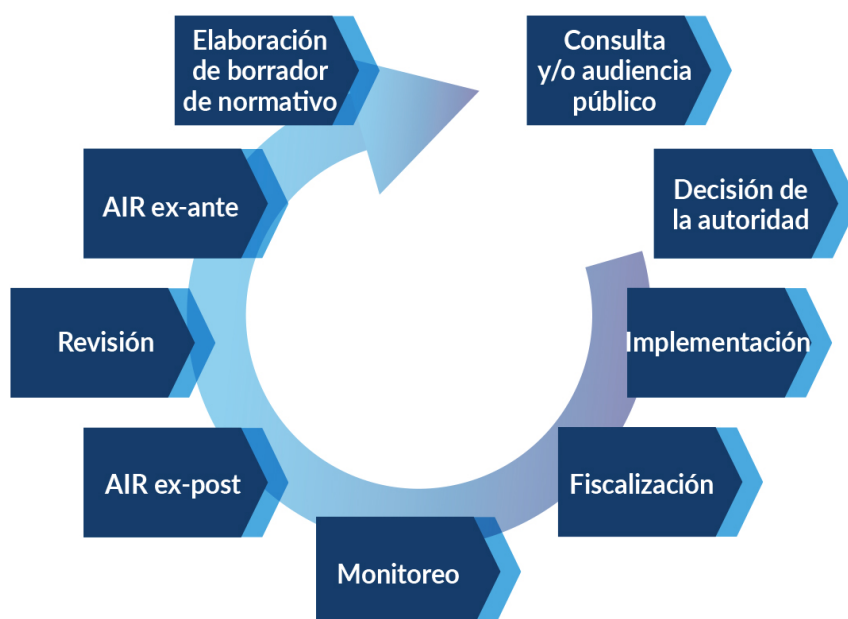 Elaboración
de borrador
de normativo
Consulta
y/o audiencia
público
Decisión de
la autoridad
Implementación
Fiscalización
Monitoreo
AIR ex-post
Revisión
AIR ex-ante